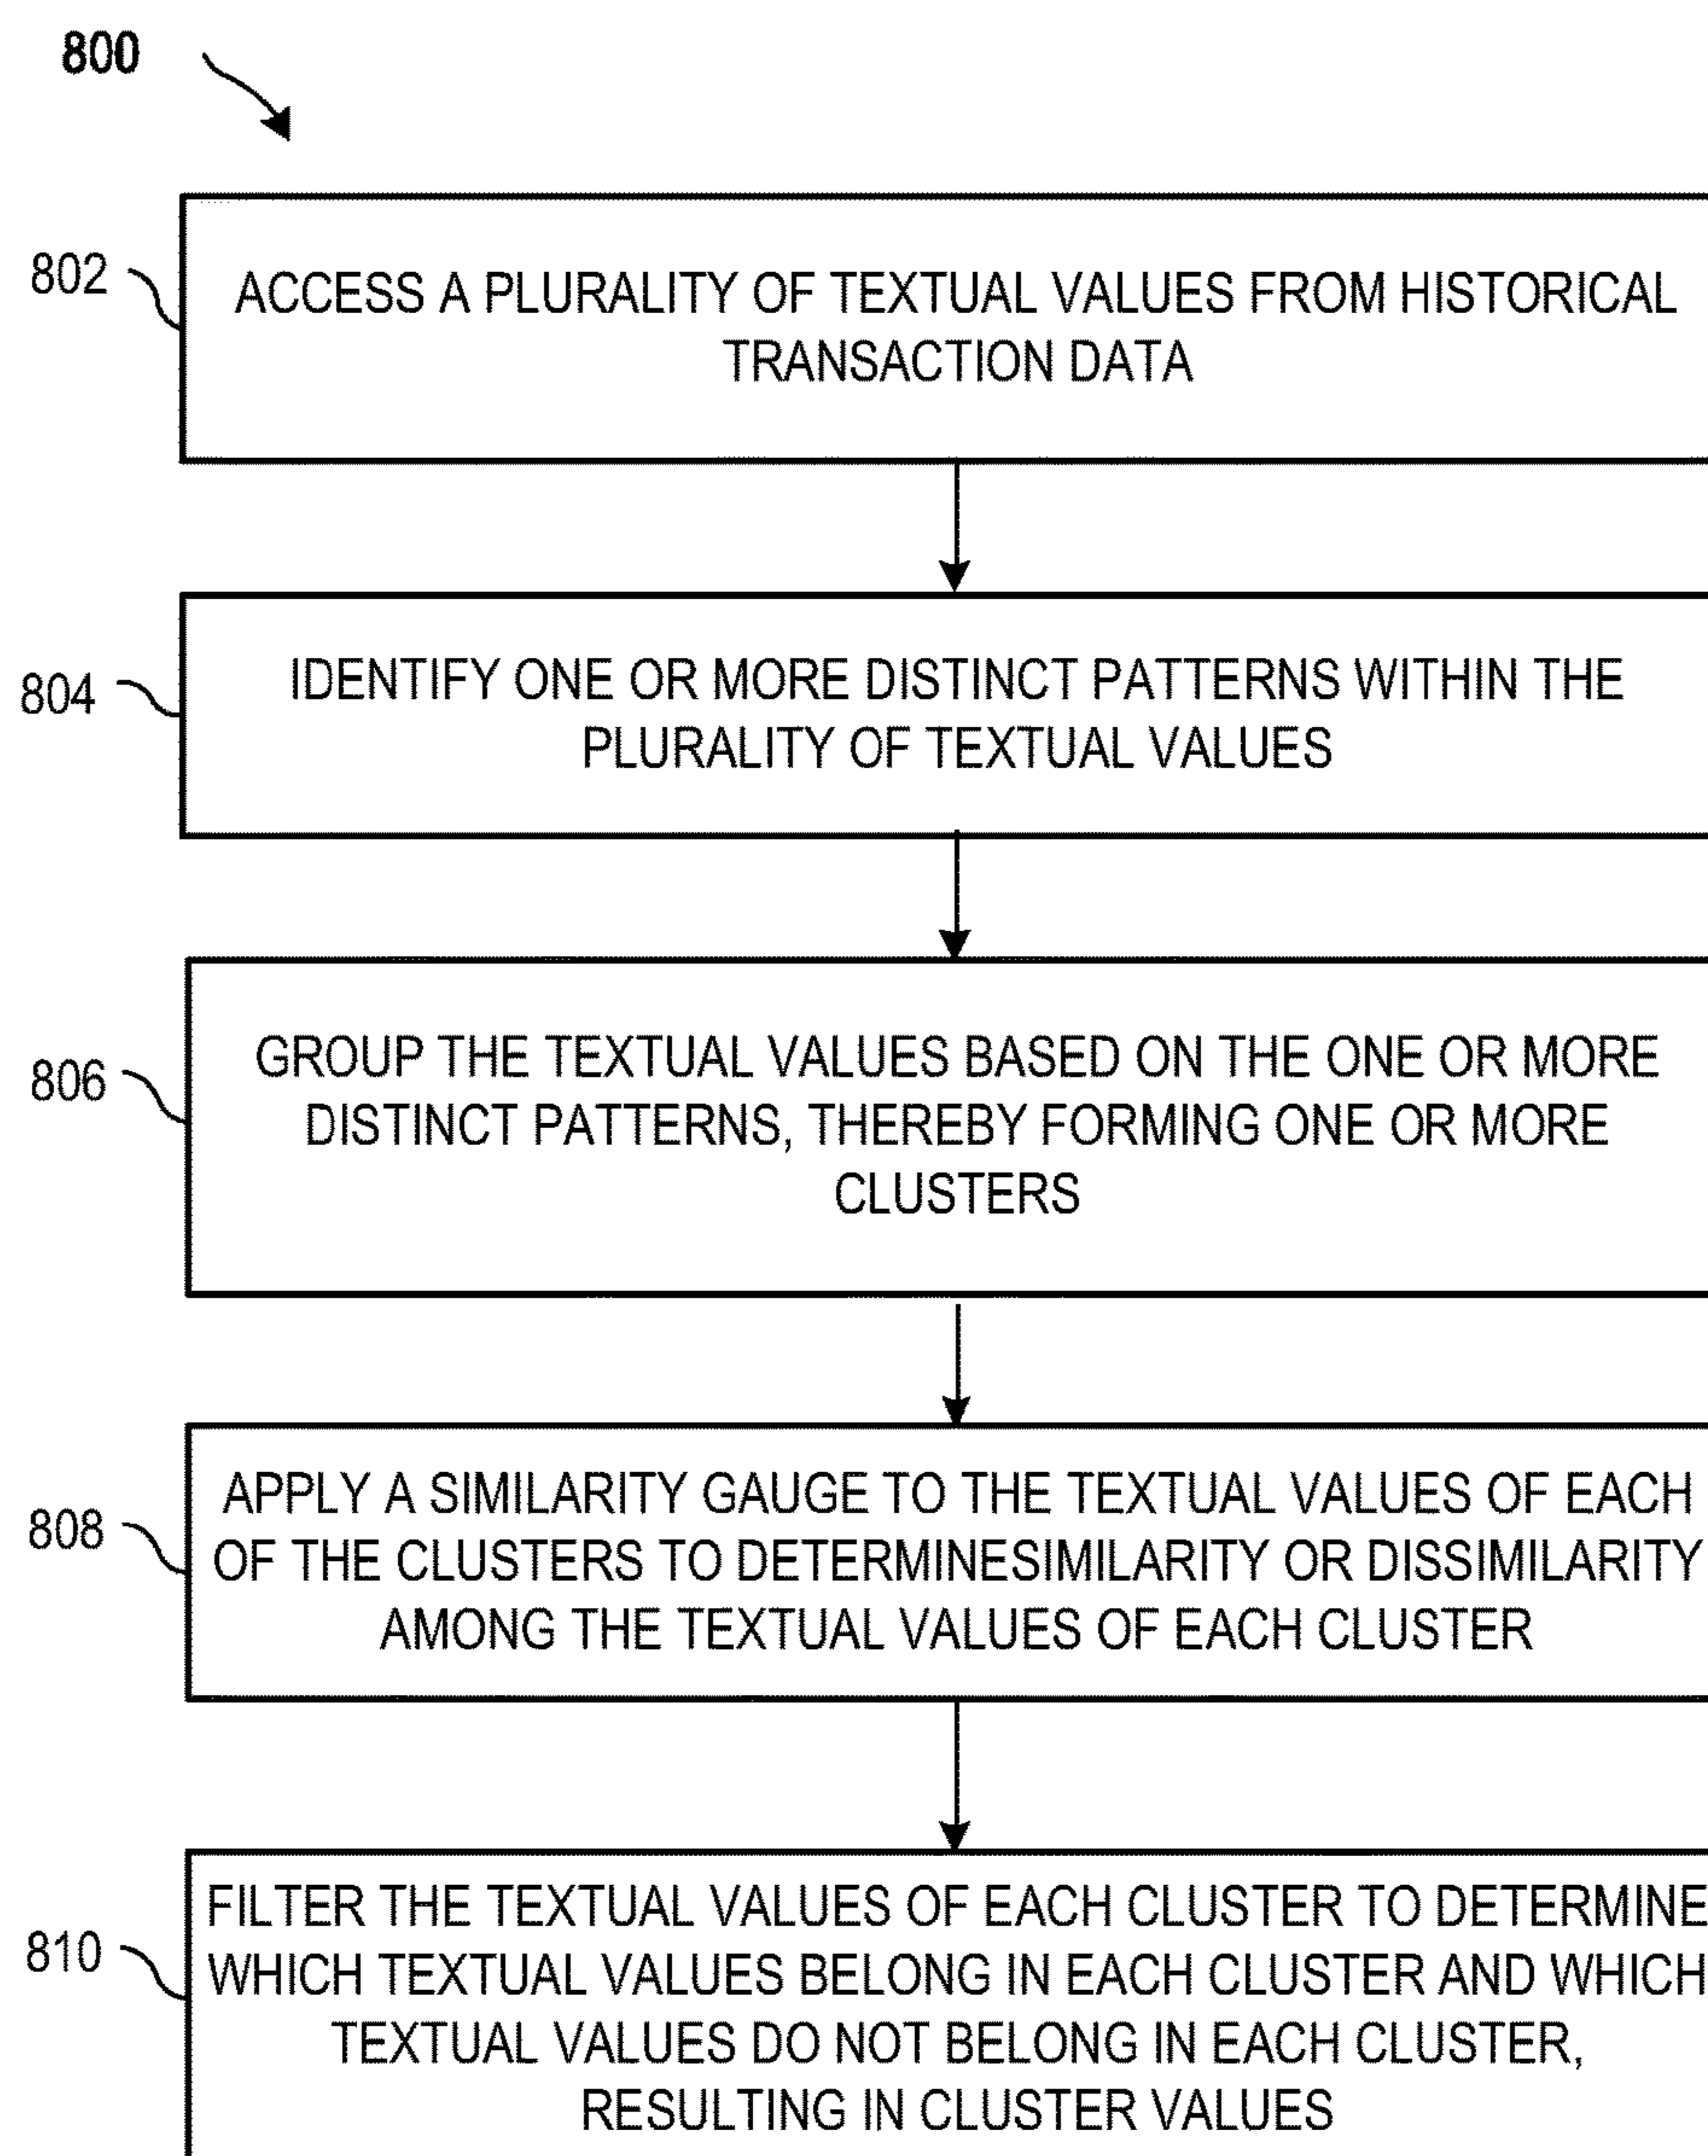 800
802
ACCESS A PLURALITY OF TEXTUAL VALUES FROM HISTORICAL
TRANSACTION DATA
804
IDENTIFY ONE OR MORE DISTINCT PATTERNS WITHIN THE
PLURALITY OF TEXTUAL VALUES
806
GROUP THE TEXTUAL VALUES BASED ON THE ONE OR MORE
DISTINCT PATTERNS, THEREBY FORMING ONE OR MORE
CLUSTERS
808
APPLY A SIMILARITY GAUGE TO THE TEXTUAL VALUES OF EACH
OF THE CLUSTERS TO DETERMINESIMILARITY OR DISSIMILARITY
AMONG THE TEXTUAL VALUES OF EACH CLUSTER
810
FILTER THE TEXTUAL VALUES OF EACH CLUSTER TO DETERMINE
WHICH TEXTUAL VALUES BELONG IN EACH CLUSTER AND WHICH
TEXTUAL VALUES DO NOT BELONG IN EACH CLUSTER,
RESULTING IN CLUSTER VALUES